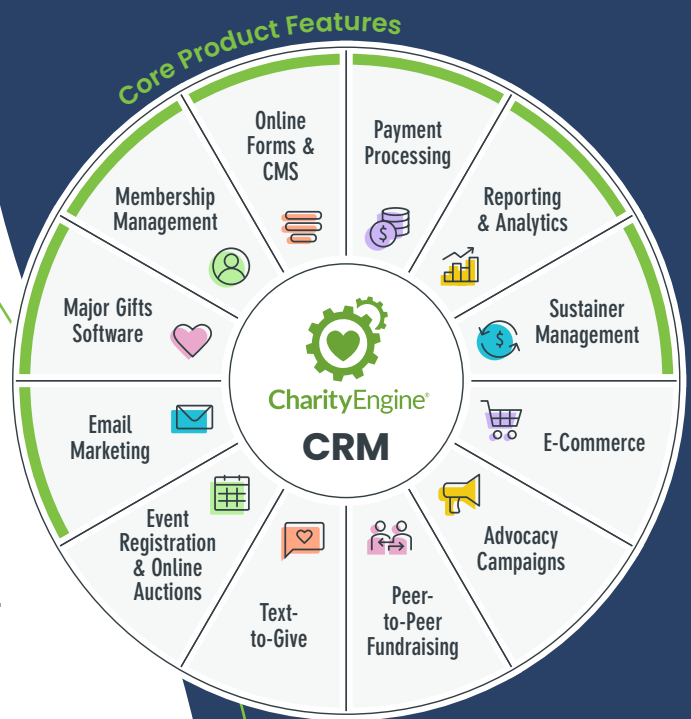 Core Product Features
Online
Forms &
CMS
Payment
Processing
Reporting
& Analytics
Sustainer
Management
E-Commerce
Advocacy
Campaigns
Peer-
to-Peer
Fundraising
Text-
to-Give
Event
Registration
& Online
Auctions
Email
Marketing
Major Gifts
Software
Membership
Management
$
$
CharityEngine®
CRM